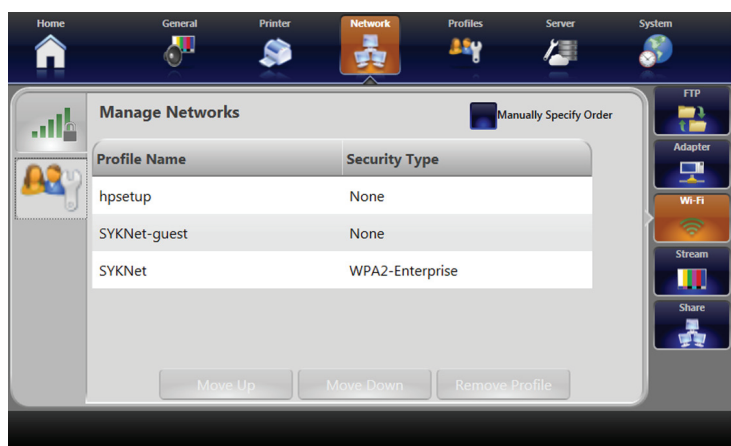 Home General Printer Network Profiles Server System
Manage Networks
Manually Specify Order
Profile Name Security Type
hpsetup None
SYKNet-guest None
SYKNet WPA2-Enterprise
Move Up Move Down Remove Profile
FTP
Adapter
Wi-Fi
Stream
Share